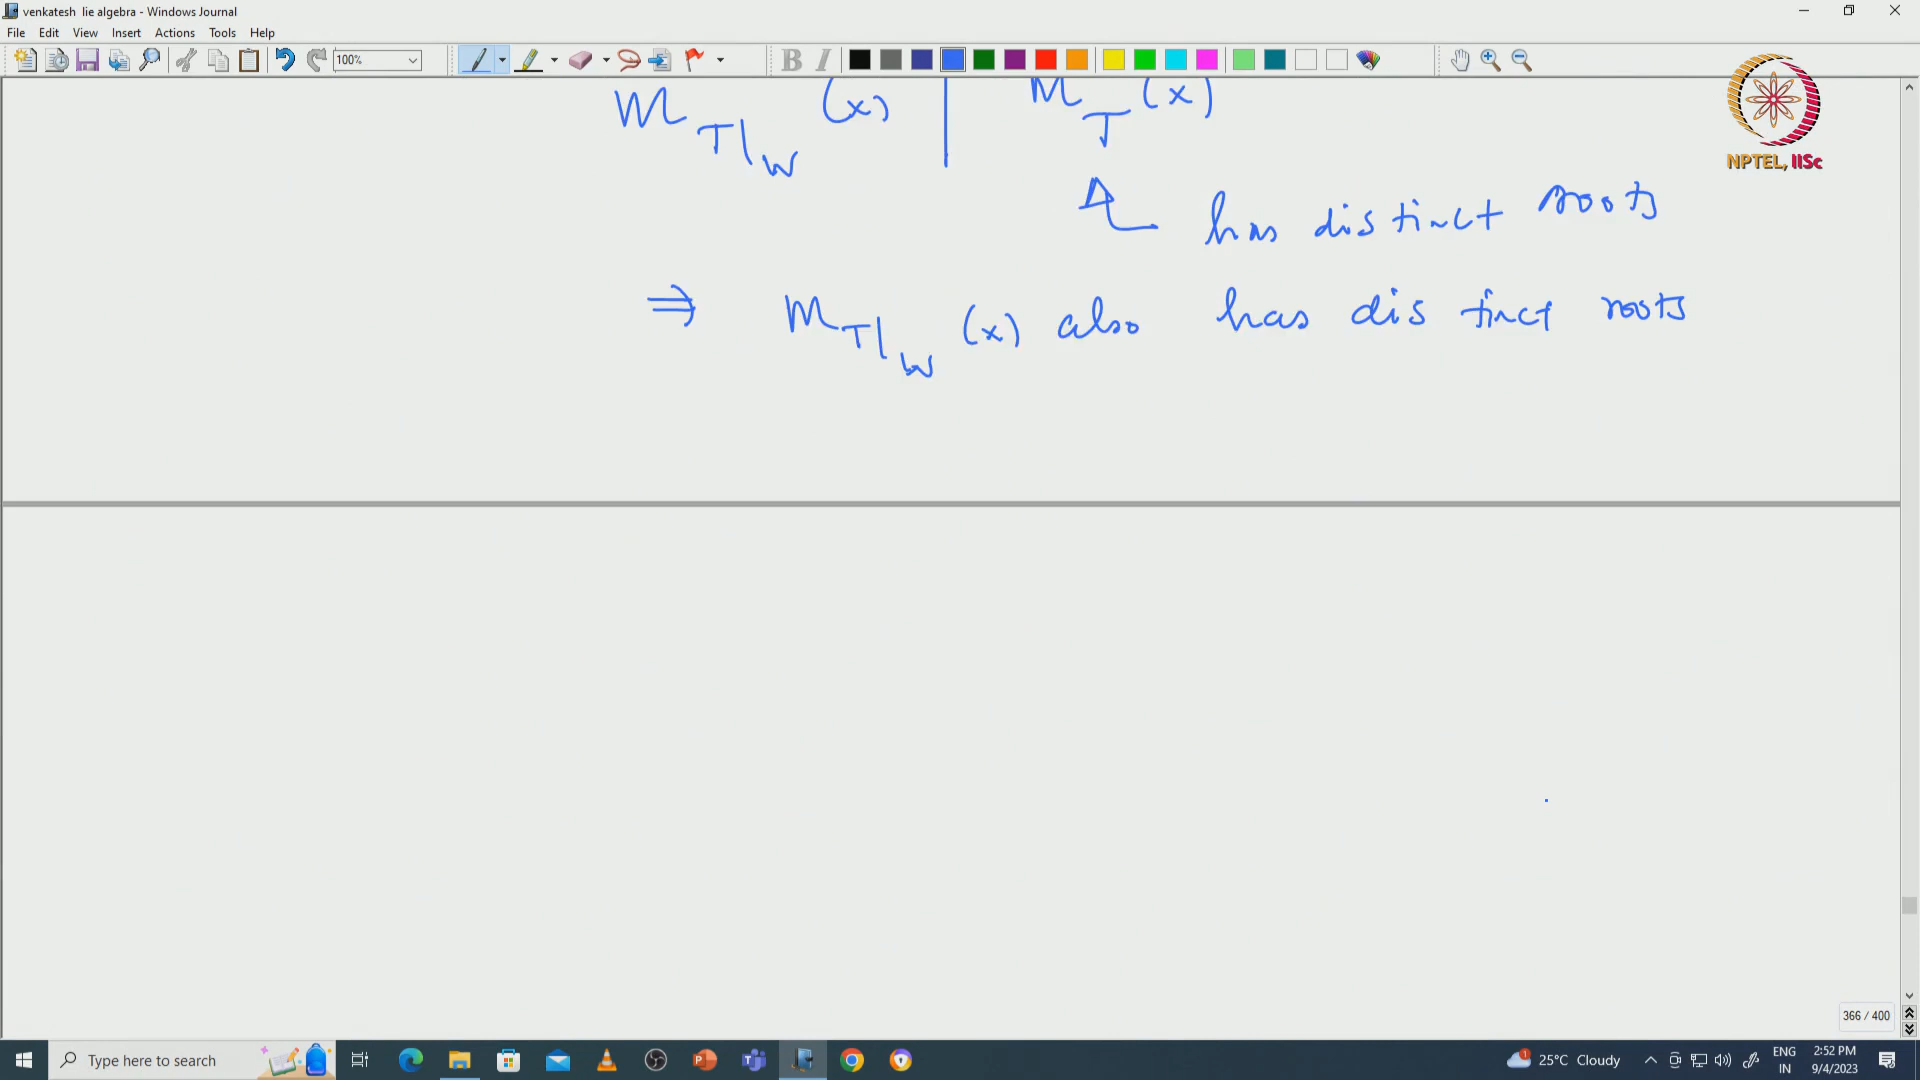 venkatesh lie algebra - Windows Journal
File Edit View Insert Actions Tools Help
100%
B I
m_{T|_W} (x) | m_T (x)
NPTEL, IISc
has distinct roots
⇒ m_{T|_W} (x) also has distinct roots
366 / 400
Type here to search
1
25°C Cloudy
ENG
IN
2:52 PM
9/4/2023